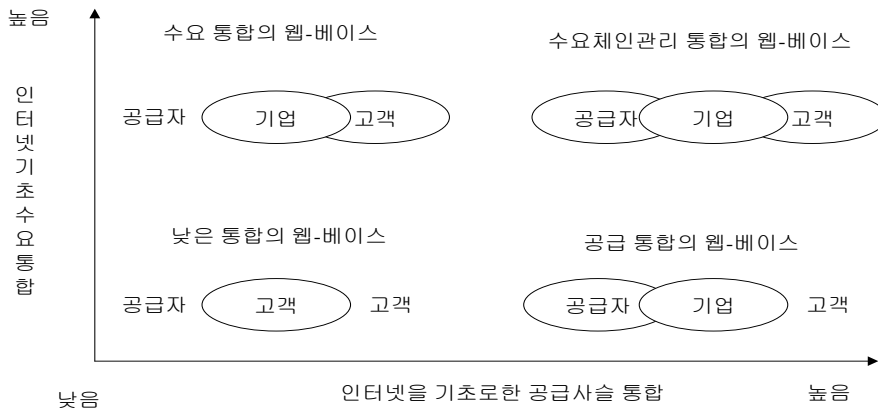 높음
수요 통합의 웹-베이스
수요체인관리 통합의 웹-베이스
인터넷기초수요통합
공급자 기업 고객
공급자 기업 고객
낮은 통합의 웹-베이스
공급 통합의 웹-베이스
공급자 고객 고객
공급자 기업 고객
낮음
인터넷을 기초로한 공급사슬 통합
높음